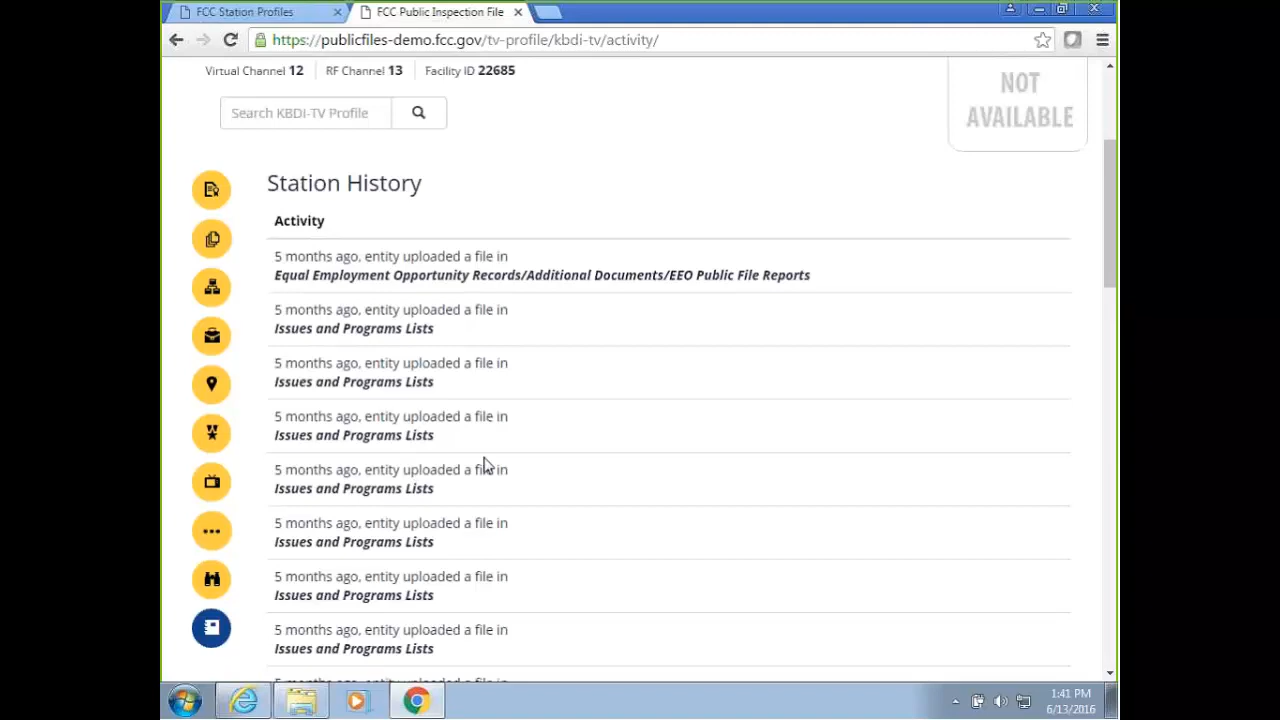 FCC Station Profiles
FCC Public Inspection File
https://publicfiles-demo.fcc.gov/tv-profile/kbdi-tv/activity/
Virtual Channel 12
RF Channel 13
Facility ID 22685
NOT
AVAILABLE
Search KBDI-TV Profile
Station History
Activity
5 months ago, entity uploaded a file in
Equal Employment Opportunity Records/Additional Documents/EEO Public File Reports
5 months ago, entity uploaded a file in
Issues and Programs Lists
5 months ago, entity uploaded a file in
Issues and Programs Lists
5 months ago, entity uploaded a file in
Issues and Programs Lists
5 months ago, entity uploaded a file in
Issues and Programs Lists
5 months ago, entity uploaded a file in
Issues and Programs Lists
5 months ago, entity uploaded a file in
Issues and Programs Lists
5 months ago, entity uploaded a file in
Issues and Programs Lists
1:41 PM
6/13/2016